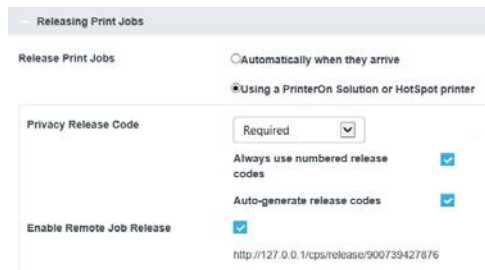 Releasing Print Jobs
Release Print Jobs
Automatically when they arrive
Using a PrinterOn Solution or HotSpot printer
Privacy Release Code
Required
Always use numbered release
codes
Auto-generate release codes
Enable Remote Job Release
http://127.0.0.1/cps/release/900739427876